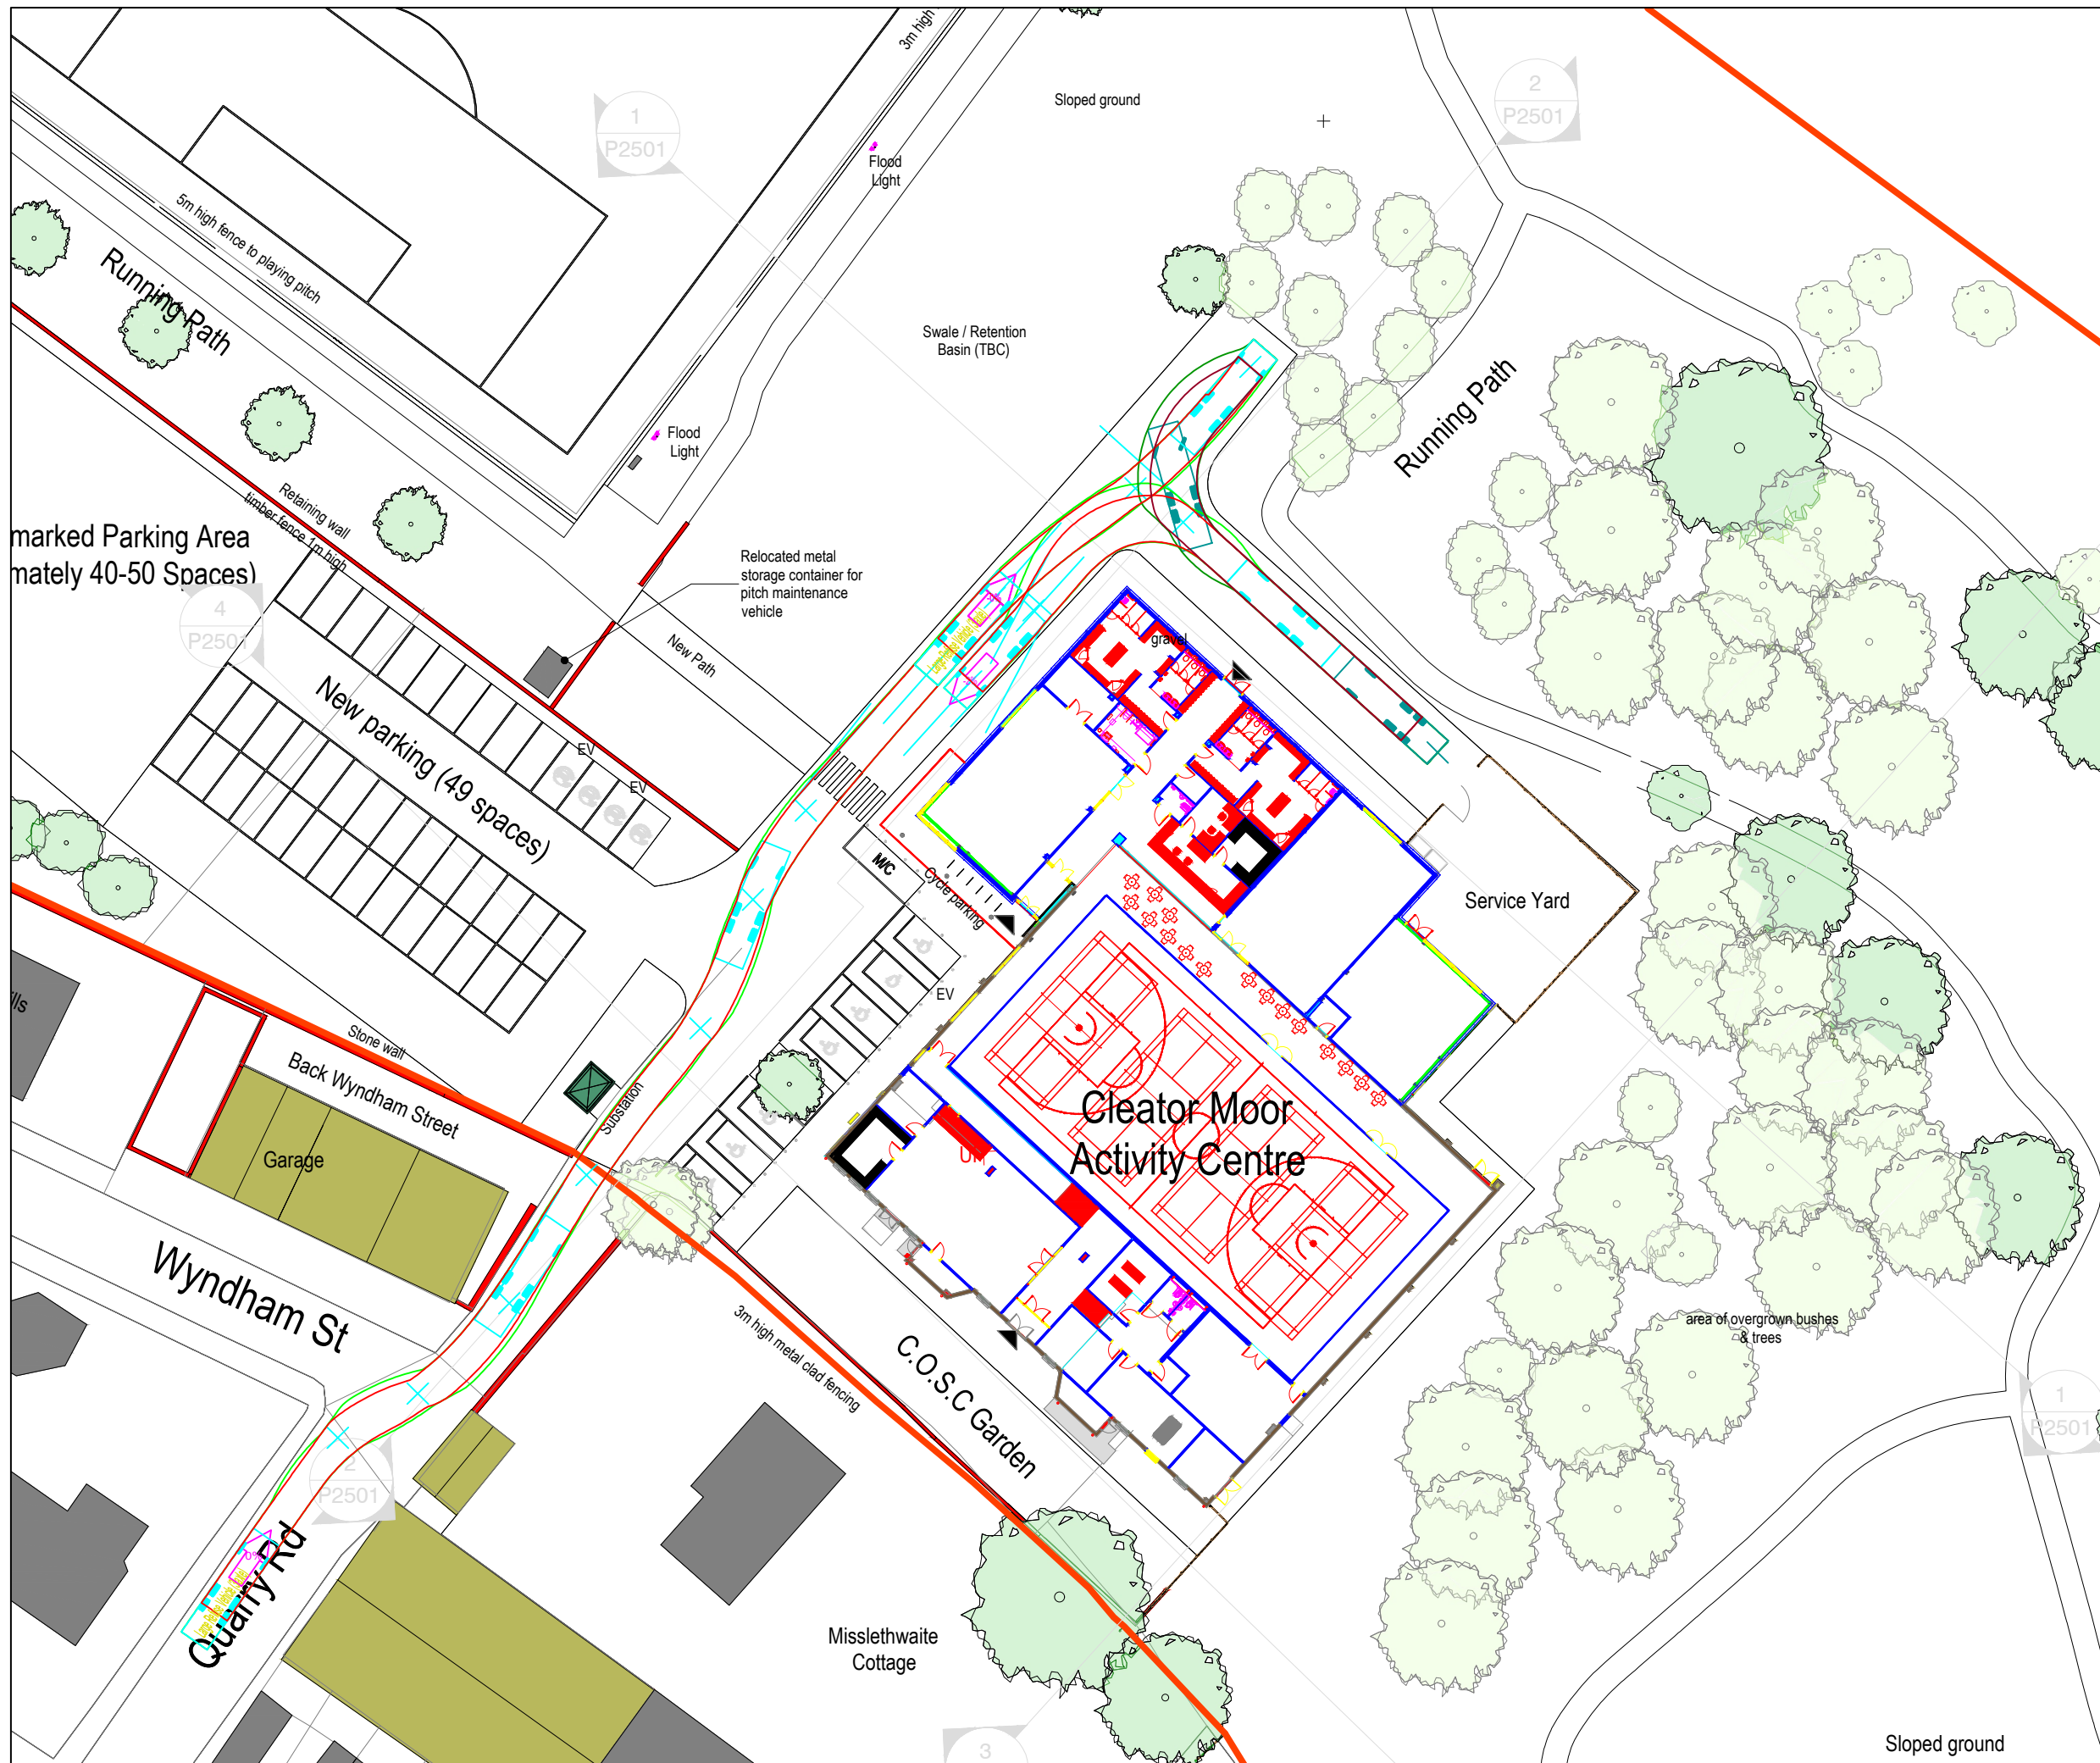 3m high
Sloped ground
2
P2501
1
P2501
Flood
Light
5m high fence to playing pitch
Running Path
Swale / Retention
Basin (TBC)
Running Path
Flood
Light
Retaining wall
timber fence 1m high
marked Parking Area
mately 40-50 Spaces)
4
P2501
Relocated metal
storage container for
pitch maintenance
vehicle
New Path
gravel
New parking (49 spaces)
EV
EV
M/C
Cycle parking
Service Yard
EV
lls
Stone wall
Back Wyndham Street
Substation
Garage
Cleator Moor
Activity Centre
Wyndham St
3m high metal clad fencing
C.O.S.C Garden
area of overgrown bushes
& trees
1
P2501
2
P2501
Quarry Rd
Misslethwaite
Cottage
3
Sloped ground